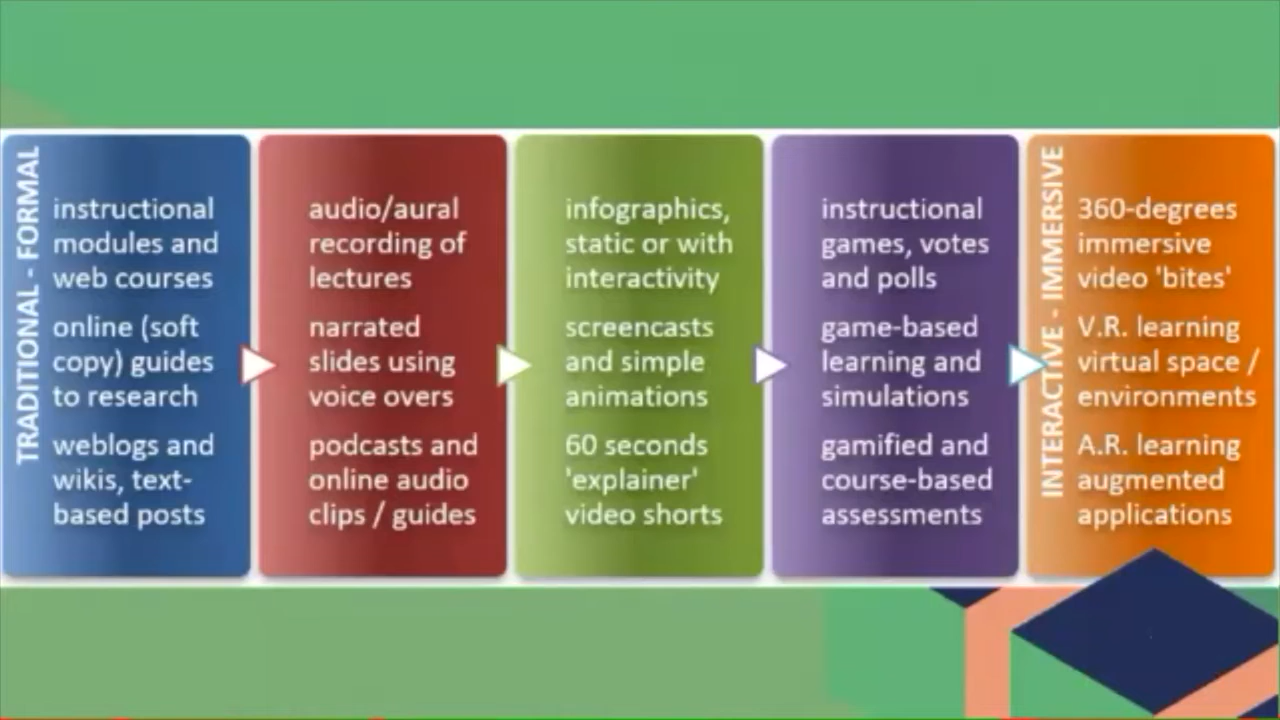 TRADITIONAL - FORMAL
instructional
modules and
web courses
online (soft
copy) guides
to research
weblogs and
wikis, text-
based posts
audio/aural
recording of
lectures
narrated
slides using
voice overs
podcasts and
online audio
clips / guides
infographics,
static or with
interactivity
screencasts
and simple
animations
60 seconds
'explainer'
video shorts
instructional
games, votes
and polls
game-based
learning and
simulations
gamified and
course-based
assessments
INTERACTIVE - IMMERSIVE
360-degrees
immersive
video 'bites'
V.R. learning
virtual space /
environments
A.R. learning
augmented
applications